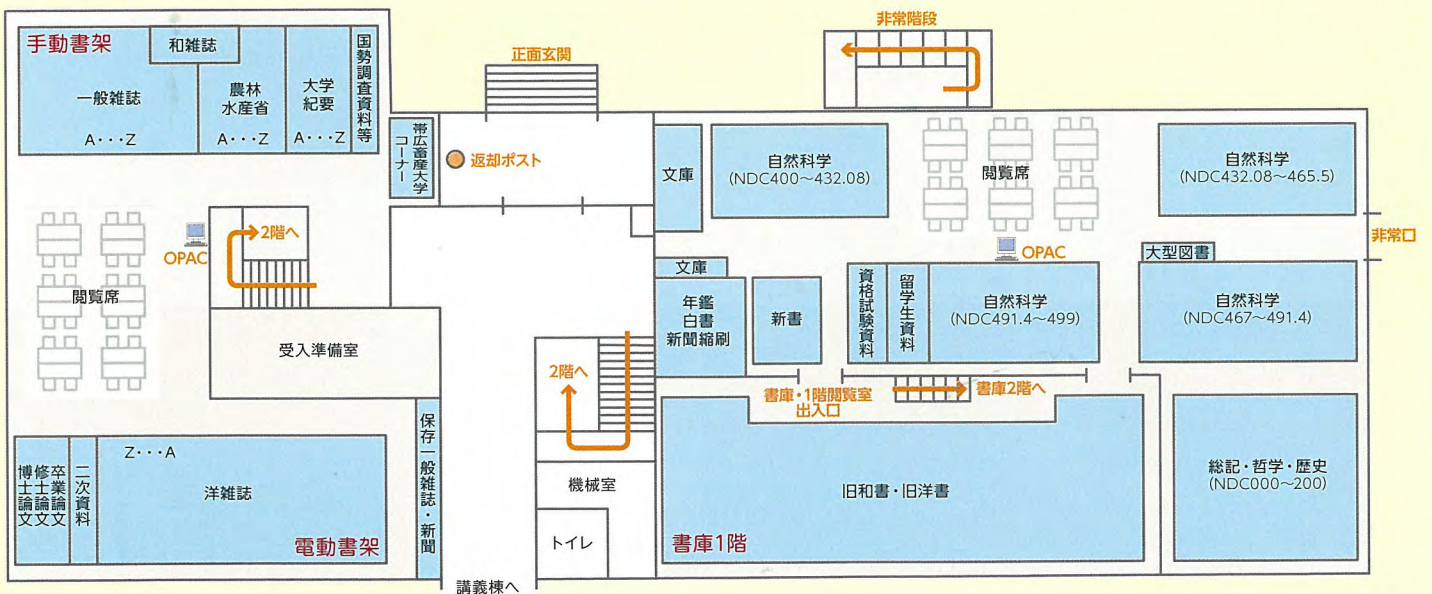 手動書架
和雑誌
一般雑誌
A・・・Z
農林
水産省
A・・・Z
大学
紀要
A・・・Z
国勢調査資料等
帯広畜産大学
コーナー
正面玄関
返却ポスト
非常階段
文庫
自然科学
(NDC400～432.08)
閲覧席
自然科学
(NDC432.08～465.5)
非常口
OPAC
2階へ
閲覧席
受入準備室
文庫
年鑑
白書
新聞縮刷
新書
資格試験資料
留学生資料
OPAC
自然科学
(NDC491.4～499)
大型図書
自然科学
(NDC467～491.4)
2階へ
書庫・1階閲覧室
出入口
書庫2階へ
卒業論文
修士論文
博士論文
二次資料
Z・・・A
洋雑誌
電動書架
保存一般雑誌・新聞
機械室
トイレ
講義棟へ
旧和書・旧洋書
書庫1階
総記・哲学・歴史
(NDC000～200)